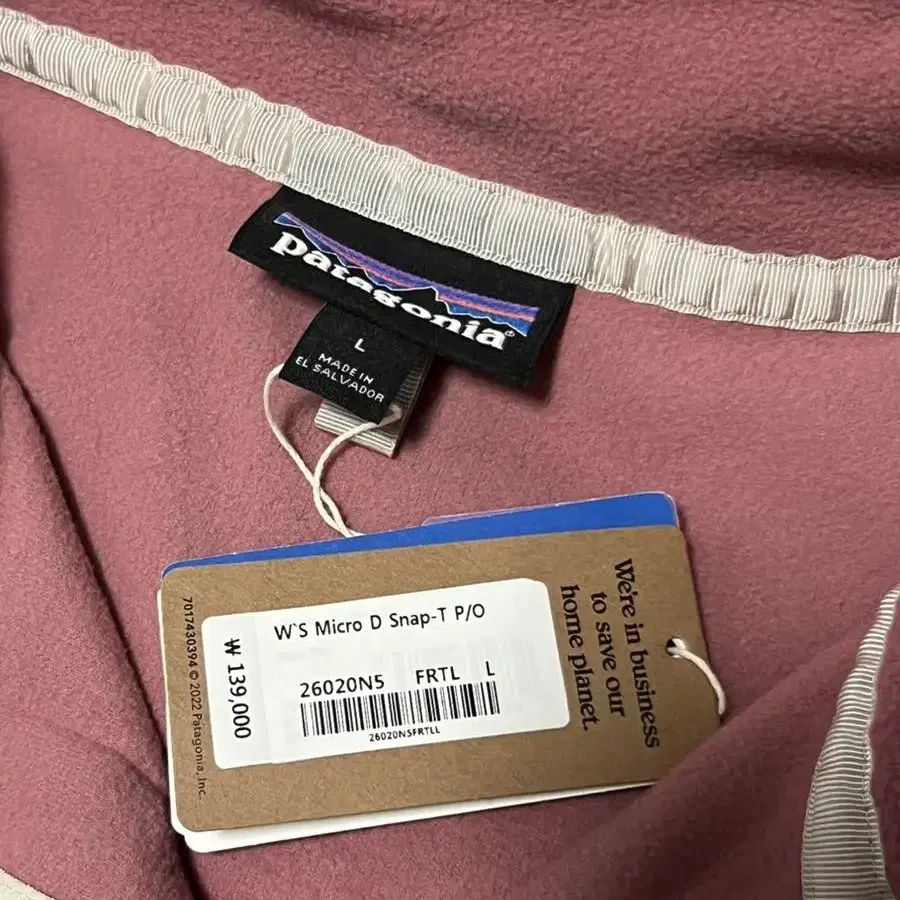 patagonia®
L
MADE IN
EL SALVADOR
We're in business
to save our
home planet.
W`S Micro D Snap-T P/O
26020N5 FRTL L
26020N5FRTLL
₩ 139,000
7017430394 © 2022 Patagonia, Inc.